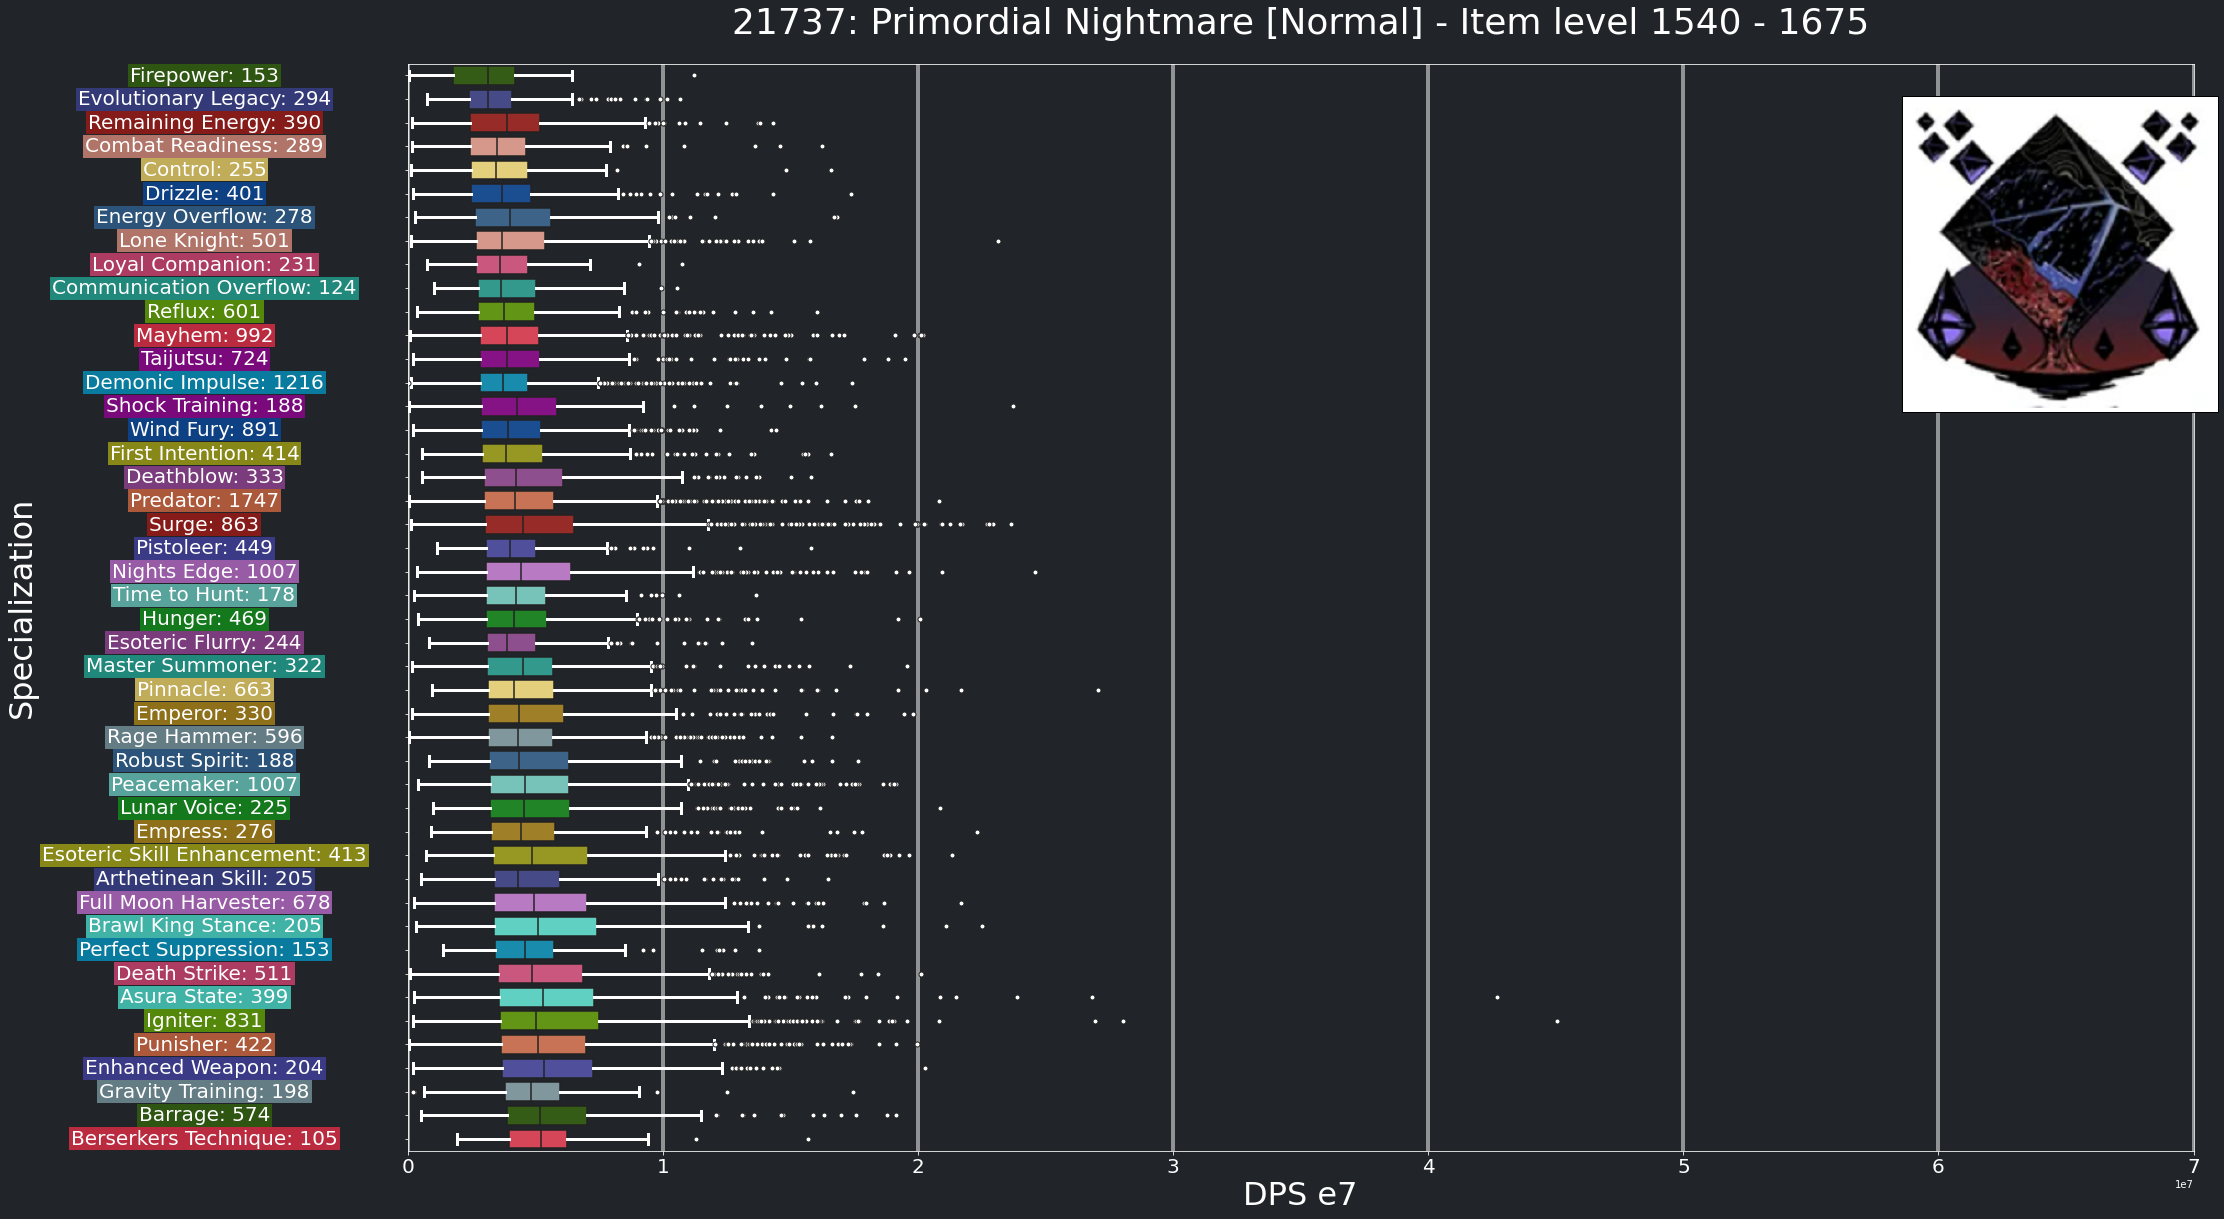 21737: Primordial Nightmare [Normal] - Item level 1540 - 1675
Firepower: 153
Evolutionary Legacy: 294
Remaining Energy: 390
Combat Readiness: 289
Control: 255
Drizzle: 401
Energy Overflow: 278
Lone Knight: 501
Loyal Companion: 231
Communication Overflow: 124
Reflux: 601
Mayhem: 992
Taijutsu: 724
Demonic Impulse: 1216
Shock Training: 188
Wind Fury: 891
First Intention: 414
Deathblow: 333
Predator: 1747
Surge: 863
Pistoleer: 449
Nights Edge: 1007
Time to Hunt: 178
Hunger: 469
Esoteric Flurry: 244
Master Summoner: 322
Pinnacle: 663
Emperor: 330
Rage Hammer: 596
Robust Spirit: 188
Peacemaker: 1007
Lunar Voice: 225
Empress: 276
Esoteric Skill Enhancement: 413
Arthetinean Skill: 205
Full Moon Harvester: 678
Brawl King Stance: 205
Perfect Suppression: 153
Death Strike: 511
Asura State: 399
Igniter: 831
Punisher: 422
Enhanced Weapon: 204
Gravity Training: 198
Barrage: 574
Berserkers Technique: 105
Specialization
0 1 2 3 4 5 6 7
1e7
DPS e7